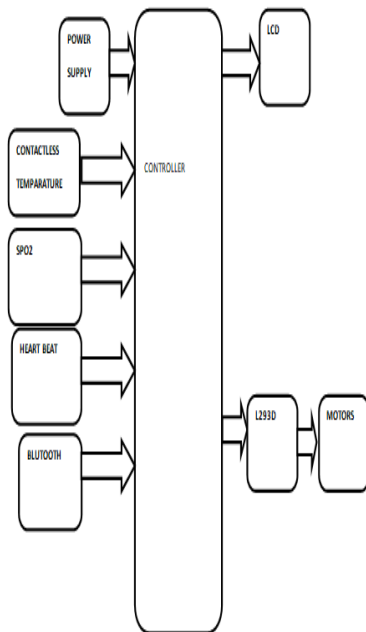 POWER
SUPPLY
LCD
CONTACTLESS
TEMPARATURE
CONTROLLER
SPO2
HEART BEAT
L293D
MOTORS
BLUTOOTH